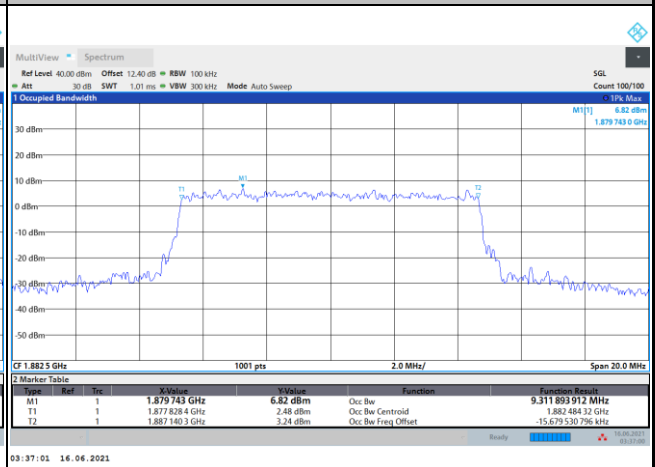 MultiView Spectrum
Ref Level 40.00 dBm Offset 12.40 dB RBW 100 kHz SGL
Att 30 dB SWT 1.01 ms VBW 300 kHz Mode Auto Sweep Count 100/100
1 Occupied Bandwidth 1Pk Max
M1[1] 6.82 dBm
1.879 743 0 GHz
30 dBm
20 dBm
M1
10 dBm
T1 T2
0 dBm
-10 dBm
-20 dBm
-30 dBm
-40 dBm
-50 dBm
CF 1.882 5 GHz 1001 pts 2.0 MHz/ Span 20.0 MHz
2 Marker Table
Type Ref Trc X-Value Y-Value Function Function Result
M1 1 1.879 743 GHz 6.82 dBm Occ Bw 9.311 893 912 MHz
T1 1 1.877 828 4 GHz 2.48 dBm Occ Bw Centroid 1.882 484 32 GHz
T2 1 1.887 140 3 GHz 3.24 dBm Occ Bw Freq Offset -15.679 530 796 kHz
Ready 16.06.2021
03:37:00
03:37:01 16.06.2021